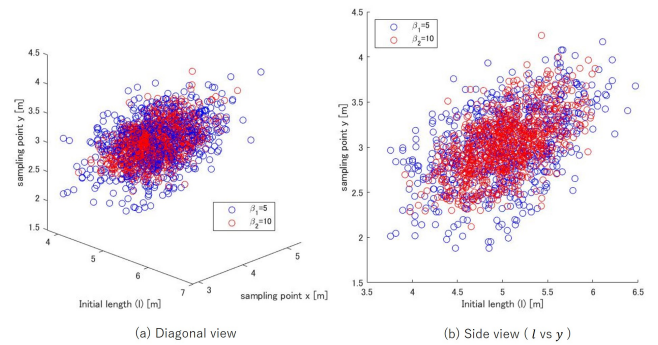 4.5
4
3.5
3
2.5
2
1.5
sampling point y [m]
β1=5
β2=10
4
5
6
7
Initial length (l) [m]
3
4
5
sampling point x [m]
(a) Diagonal view
4.5
4
3.5
3
2.5
2
1.5
sampling point y [m]
β1=5
β2=10
3.5 4 4.5 5 5.5 6 6.5
Initial length (l) [m]
(b) Side view ( l vs y )